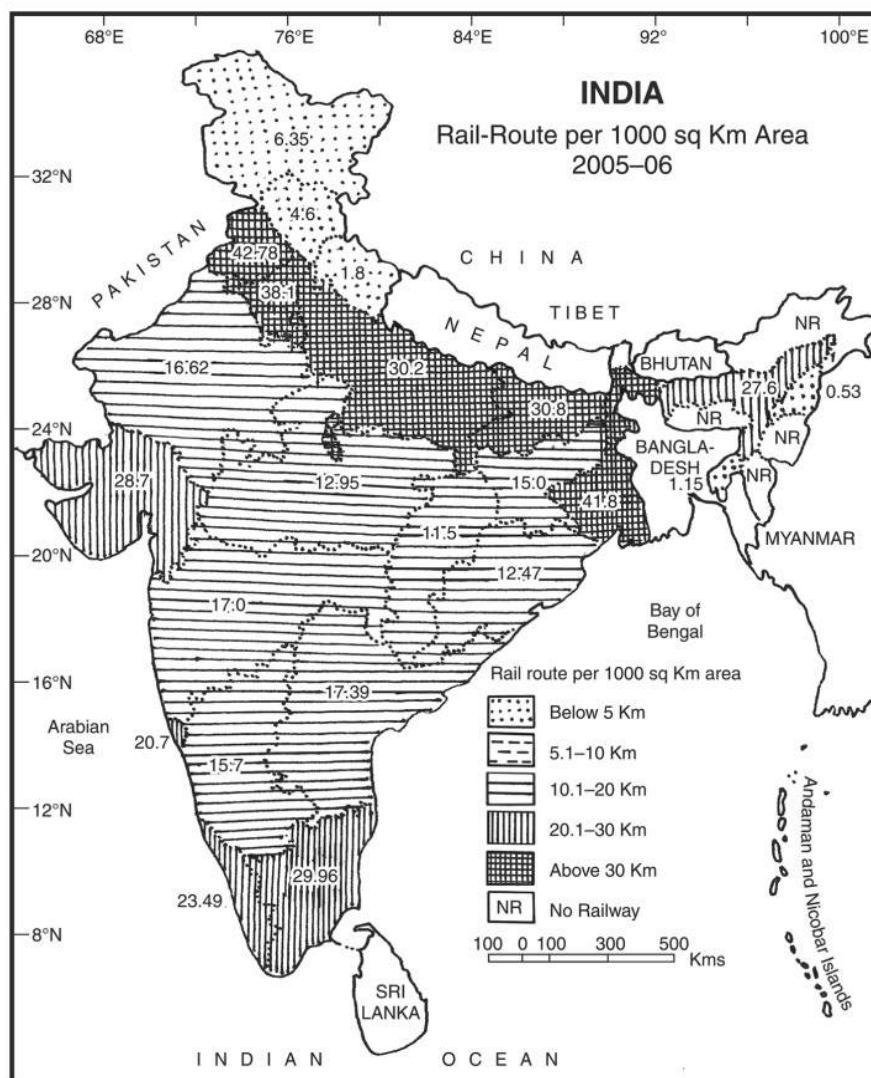 68°E 76°E 84°E 92° 100°E
INDIA
Rail-Route per 1000 sq Km Area
2005–06
32°N
28°N
24°N
20°N
16°N
12°N
8°N
PAKISTAN
CHINA
TIBET
NEPAL
BHUTAN
BANGLA-
DESH
MYANMAR
6.35
4.6
42.78
38.1
1.8
16.62
30.2
30.8
NR
27.6
0.53
NR
NR
NR
1.15
28.7
12.95
15.0
41.8
11.5
12.47
17.0
17.39
20.7
15.7
29.96
23.49
Bay of
Bengal
Arabian
Sea
Rail route per 1000 sq Km area
Below 5 Km
5.1–10 Km
10.1–20 Km
20.1–30 Km
Above 30 Km
NR No Railway
100 0 100 300 500
Kms
Andaman and Nicobar Islands
SRI
LANKA
INDIAN OCEAN